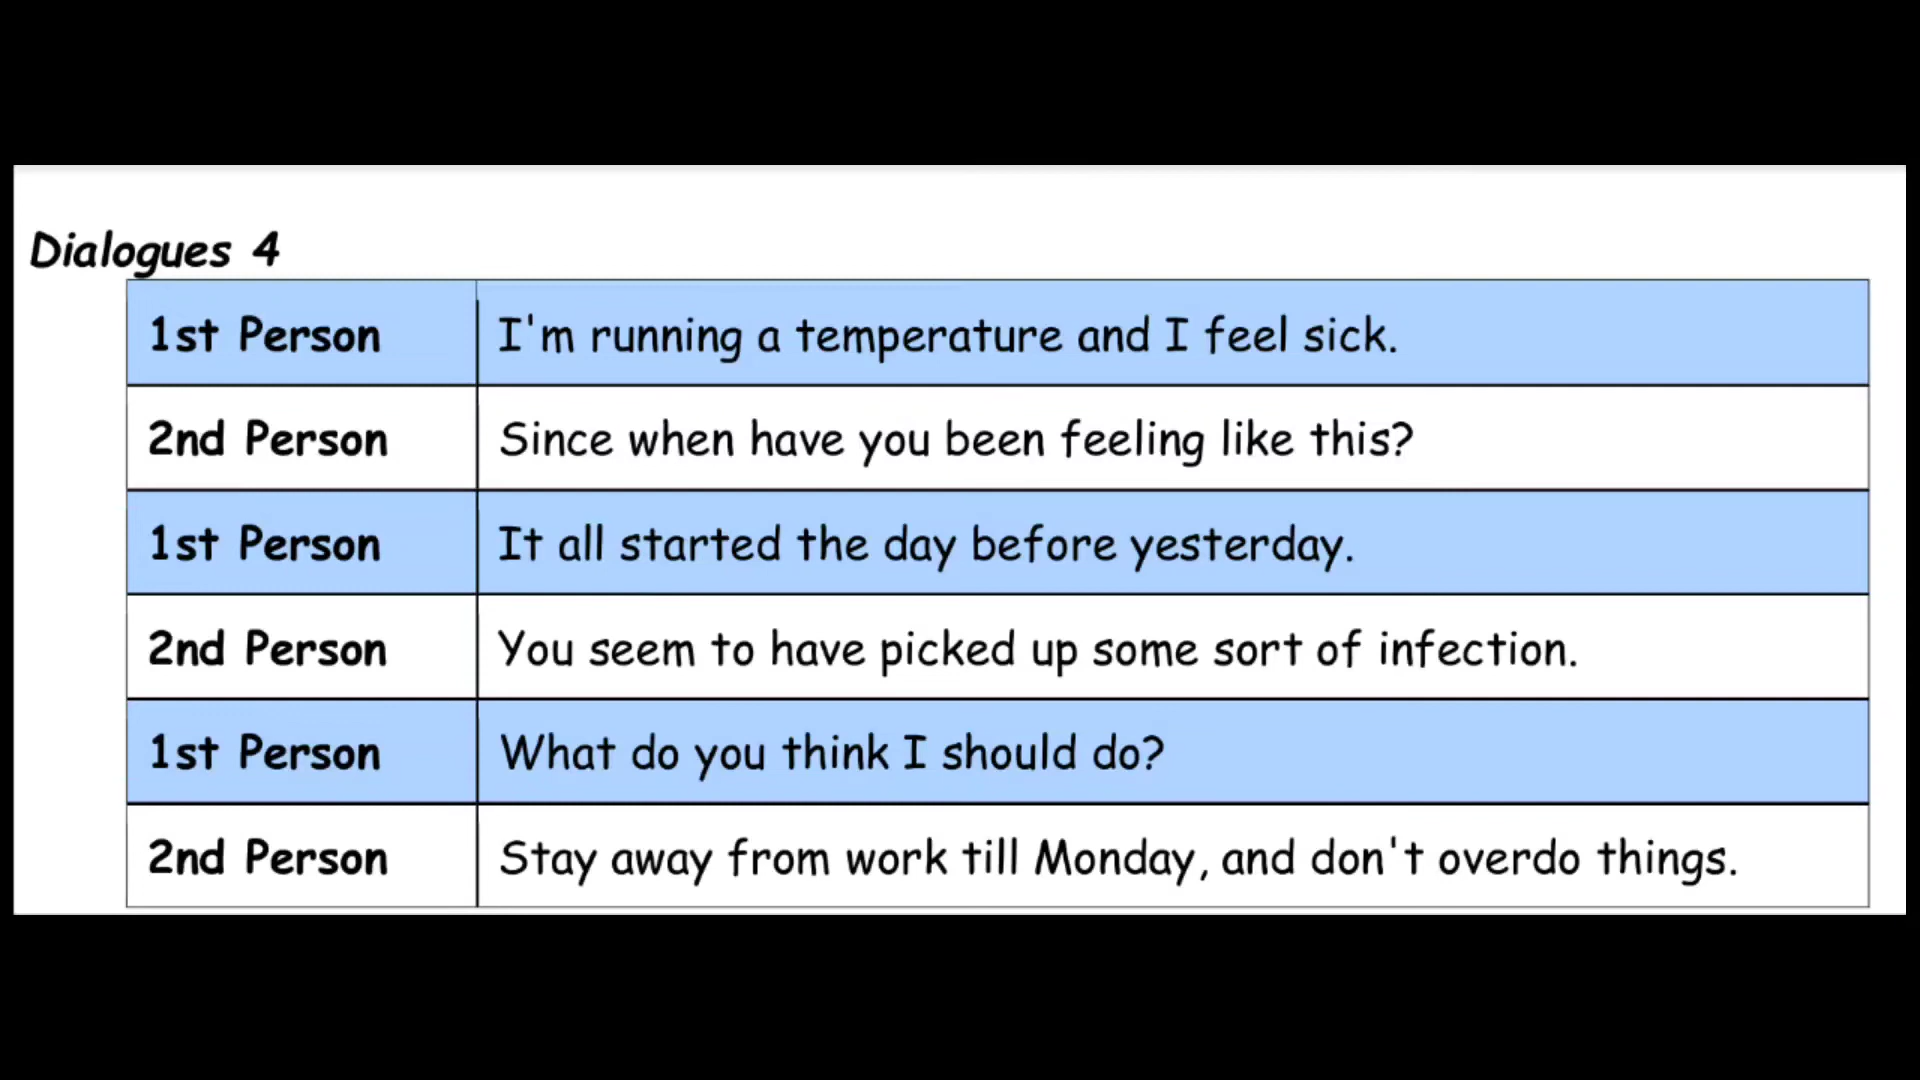 Dialogues 4
1st Person I'm running a temperature and I feel sick.
2nd Person Since when have you been feeling like this?
1st Person It all started the day before yesterday.
2nd Person You seem to have picked up some sort of infection.
1st Person What do you think I should do?
2nd Person Stay away from work till Monday, and don't overdo things.